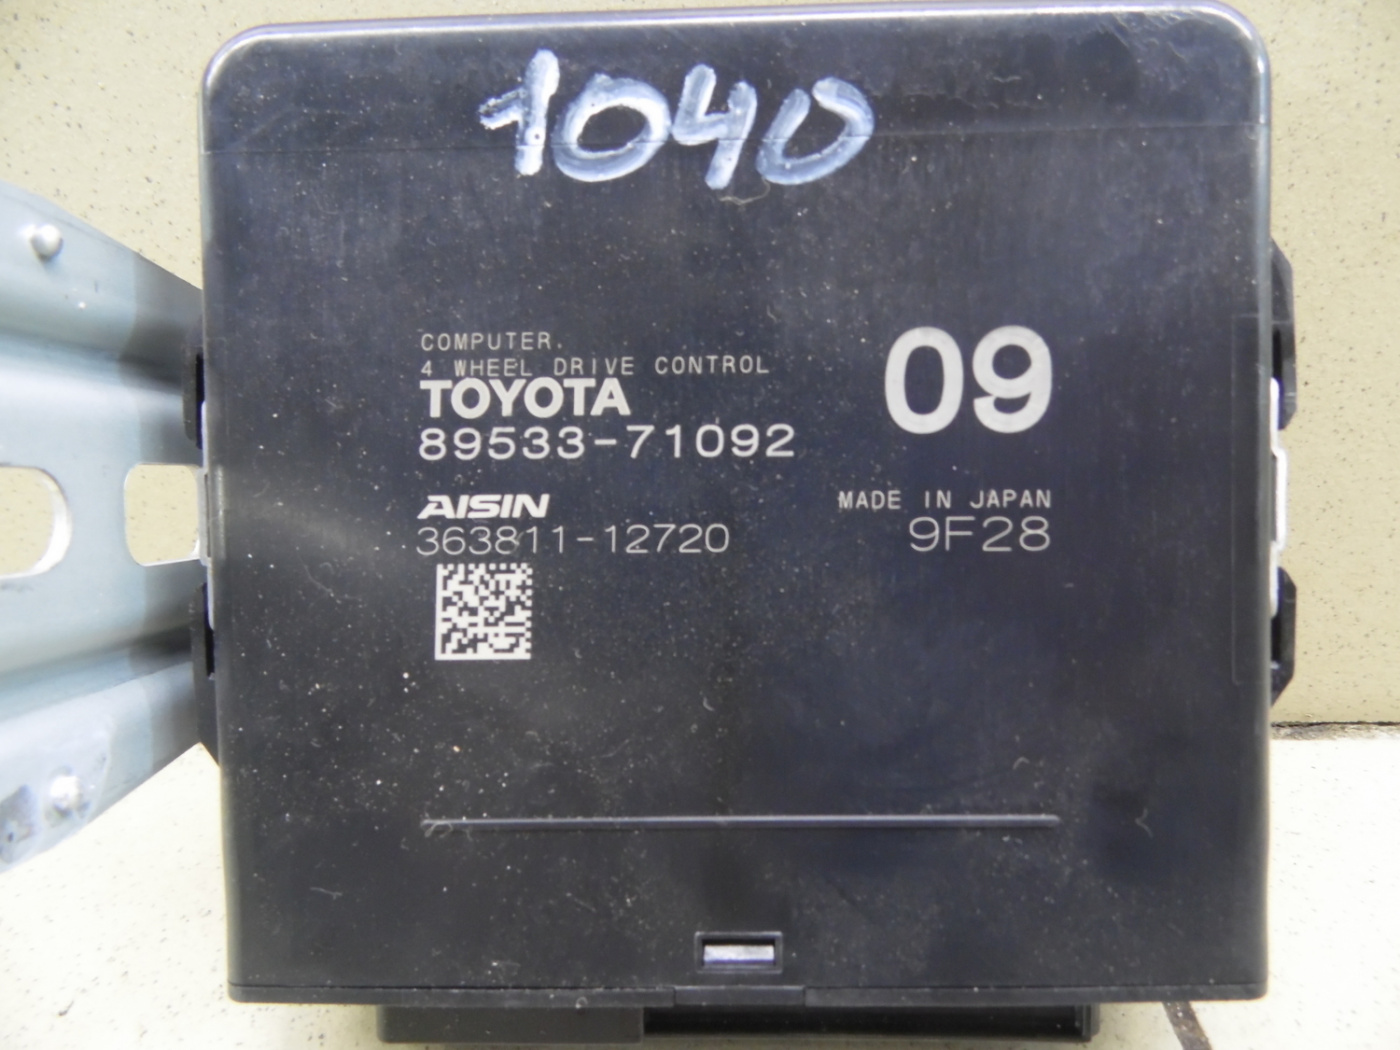 1040
COMPUTER.
4 WHEEL DRIVE CONTROL
TOYOTA
89533-71092
09
AISIN
363811-12720
MADE IN JAPAN
9F28